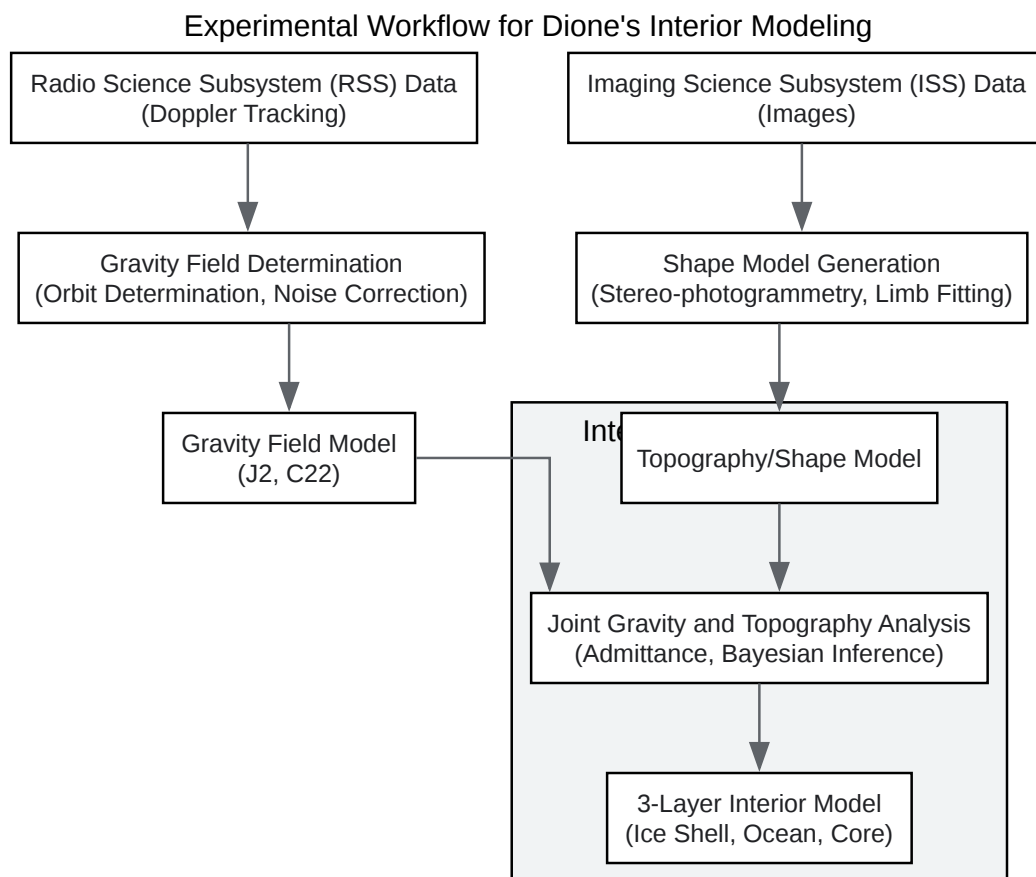 Experimental Workflow for Dione's Interior Modeling
Radio Science Subsystem (RSS) Data
(Doppler Tracking)
Imaging Science Subsystem (ISS) Data
(Images)
Gravity Field Determination
(Orbit Determination, Noise Correction)
Shape Model Generation
(Stereo-photogrammetry, Limb Fitting)
Gravity Field Model
(J2, C22)
Topography/Shape Model
Joint Gravity and Topography Analysis
(Admittance, Bayesian Inference)
3-Layer Interior Model
(Ice Shell, Ocean, Core)